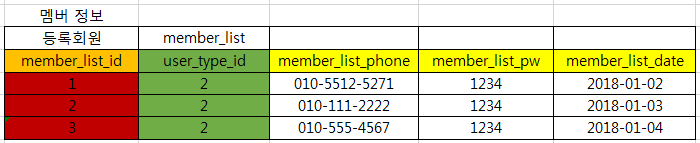 멤버 정보
등록회원 member_list
member_list_id user_type_id member_list_phone member_list_pw member_list_date
1 2 010-5512-5271 1234 2018-01-02
2 2 010-111-2222 1234 2018-01-03
3 2 010-555-4567 1234 2018-01-04